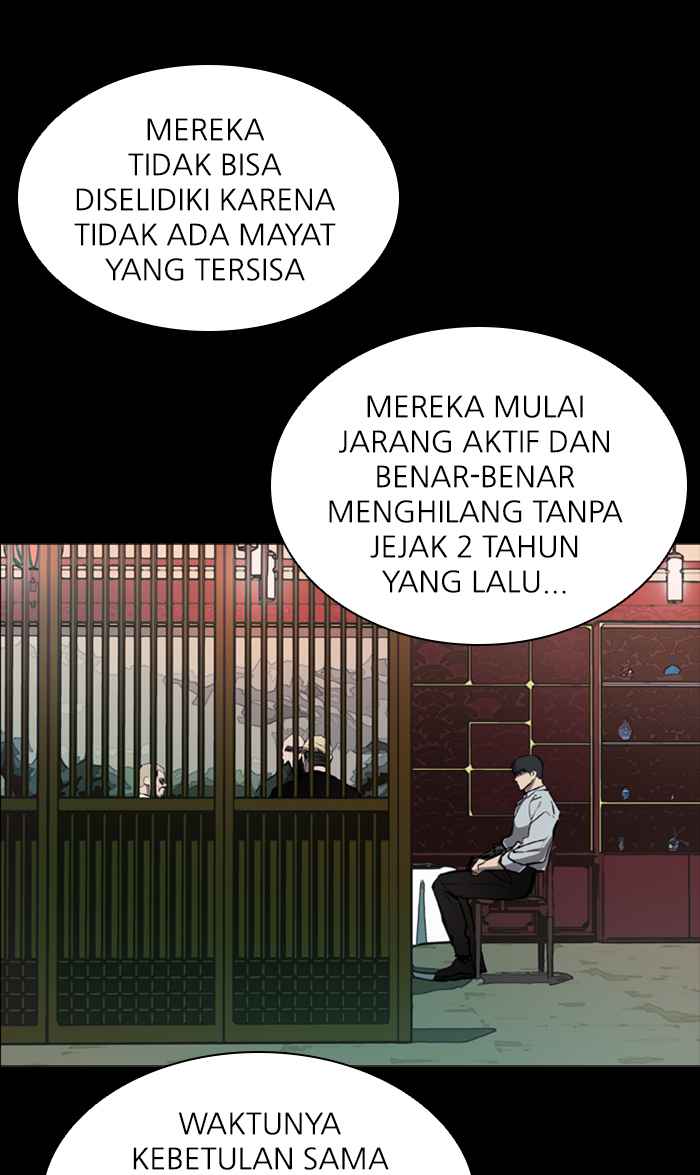 MEREKA
TIDAK BISA
DISELIDIKI KARENA
TIDAK ADA MAYAT
YANG TERSISA
MEREKA MULAI
JARANG AKTIF DAN
BENAR-BENAR
MENGHILANG TANPA
JEJAK 2 TAHUN
YANG LALU...
WAKTUNYA
KEBETULAN SAMA